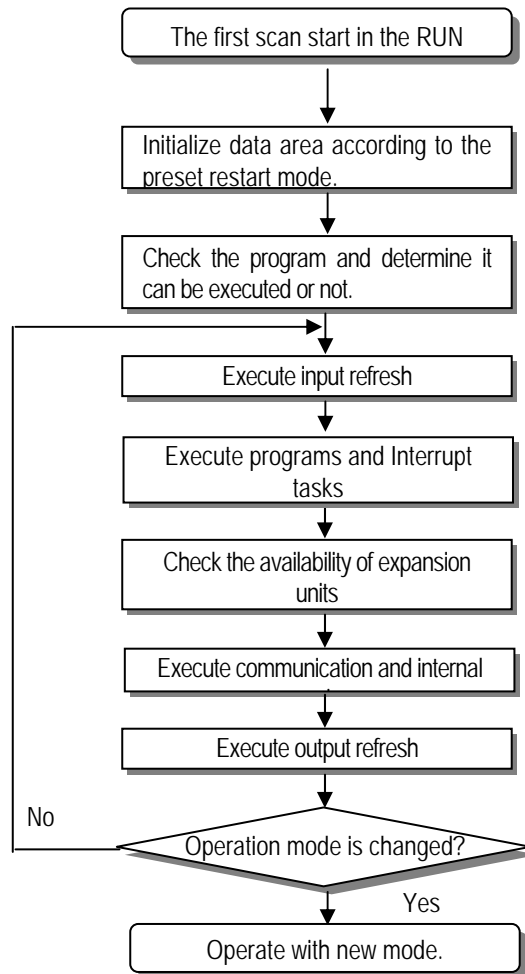 The first scan start in the RUN
Initialize data area according to the
preset restart mode.
Check the program and determine it
can be executed or not.
Execute input refresh
Execute programs and Interrupt
tasks
Check the availability of expansion
units
Execute communication and internal
Execute output refresh
No
Operation mode is changed?
Yes
Operate with new mode.